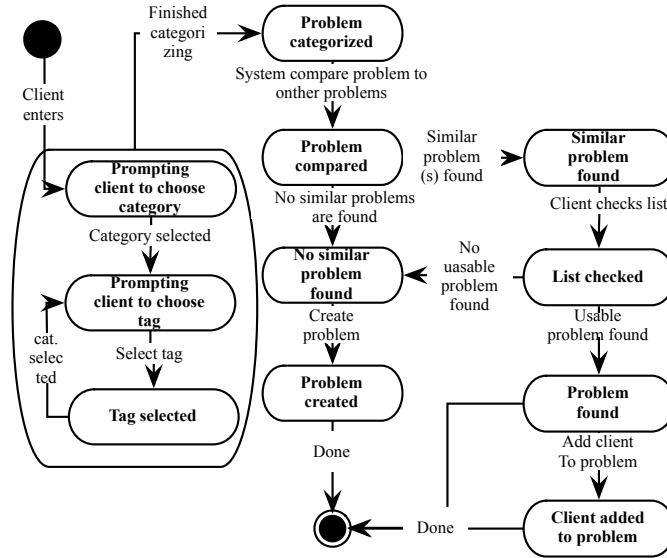 Finished
categori
zing
Problem
categorized
Client
enters
System compare problem to
onther problems
Prompting
client to choose
category
Problem
compared
Similar
problem
(s) found
Similar
problem
found
Category selected
No similar problems
are found
Client checks list
Prompting
client to choose
tag
No similar
problem
found
No
uasable
problem
found
List checked
cat.
selec
ted
Select tag
Create
problem
Usable
problem found
Tag selected
Problem
created
Problem
found
Done
Add client
To problem
Done
Client added
to problem